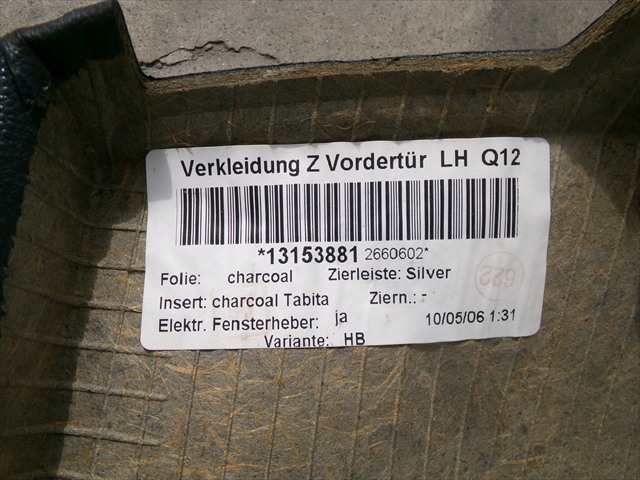 Verkleidung Z Vordertür LH Q12
*13153881 2660602*
Folie: charcoal Zierleiste: Silver
Insert: charcoal Tabita Ziern.: -
Elektr. Fensterheber: ja 10/05/06 1:31
Variante: HB
622